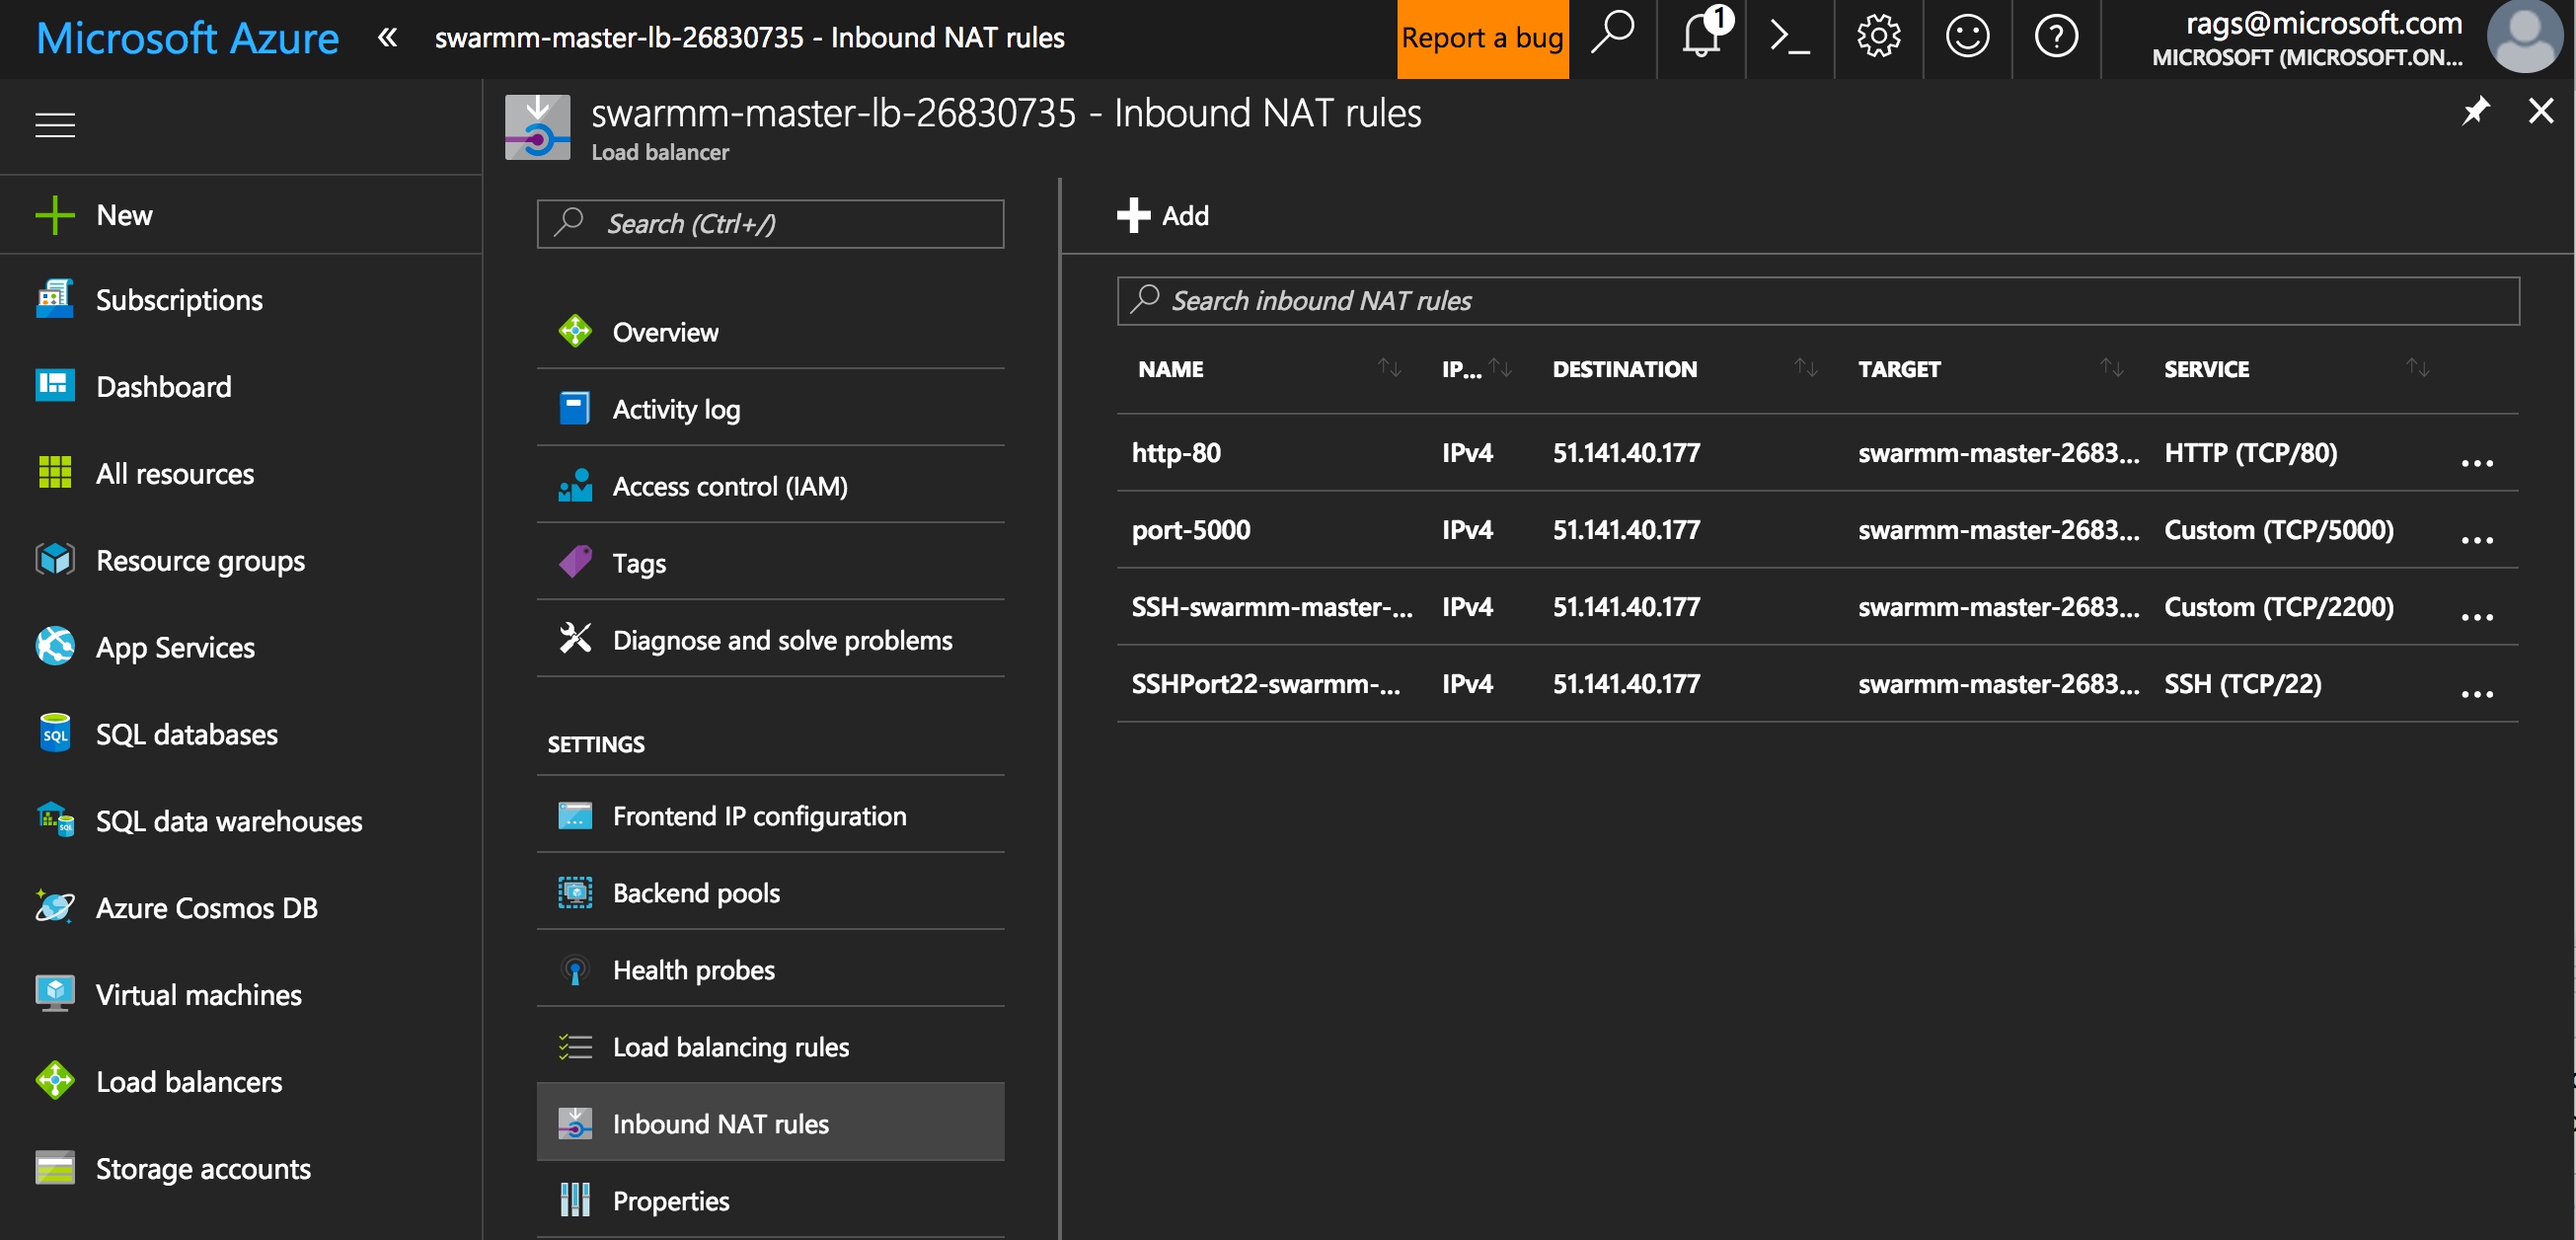 Microsoft Azure « swarmm-master-lb-26830735 - Inbound NAT rules
Report a bug
1
rags@microsoft.com
MICROSOFT (MICROSOFT.ON...
swarmm-master-lb-26830735 - Inbound NAT rules
Load balancer
New
Subscriptions
Dashboard
All resources
Resource groups
App Services
SQL databases
SQL data warehouses
Azure Cosmos DB
Virtual machines
Load balancers
Storage accounts
Search (Ctrl+/)
Overview
Activity log
Access control (IAM)
Tags
Diagnose and solve problems
SETTINGS
Frontend IP configuration
Backend pools
Health probes
Load balancing rules
Inbound NAT rules
Properties
Add
Search inbound NAT rules
NAME IP... DESTINATION TARGET SERVICE
http-80 IPv4 51.141.40.177 swarmm-master-2683... HTTP (TCP/80) ...
port-5000 IPv4 51.141.40.177 swarmm-master-2683... Custom (TCP/5000) ...
SSH-swarmm-master-... IPv4 51.141.40.177 swarmm-master-2683... Custom (TCP/2200) ...
SSHPort22-swarmm-... IPv4 51.141.40.177 swarmm-master-2683... SSH (TCP/22) ...